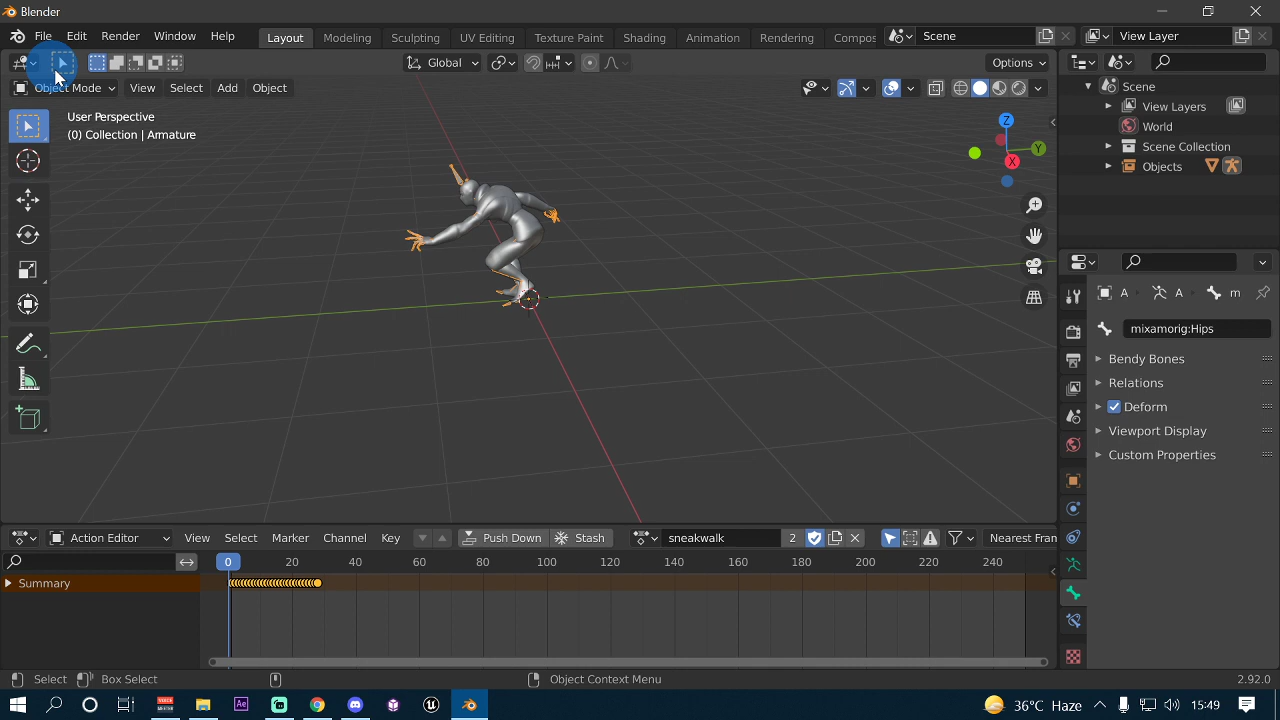 Blender
File Edit Render Window Help Layout Modeling Sculpting UV Editing Texture Paint Shading Animation Rendering Compos Scene View Layer
Global Options
Object Mode View Select Add Object
User Perspective
(0) Collection | Armature
Z
Y
X
Scene
View Layers
World
Scene Collection
Objects
A A m
mixamorig:Hips
Bendy Bones
Relations
Deform
Viewport Display
Custom Properties
Action Editor View Select Marker Channel Key Push Down Stash sneakwalk 2 Nearest Fran
0 20 40 60 80 100 120 140 160 180 200 220 240
Summary
Select Box Select Object Context Menu 2.92.0
VOICE MEETER Ae 36°C Haze 15:49